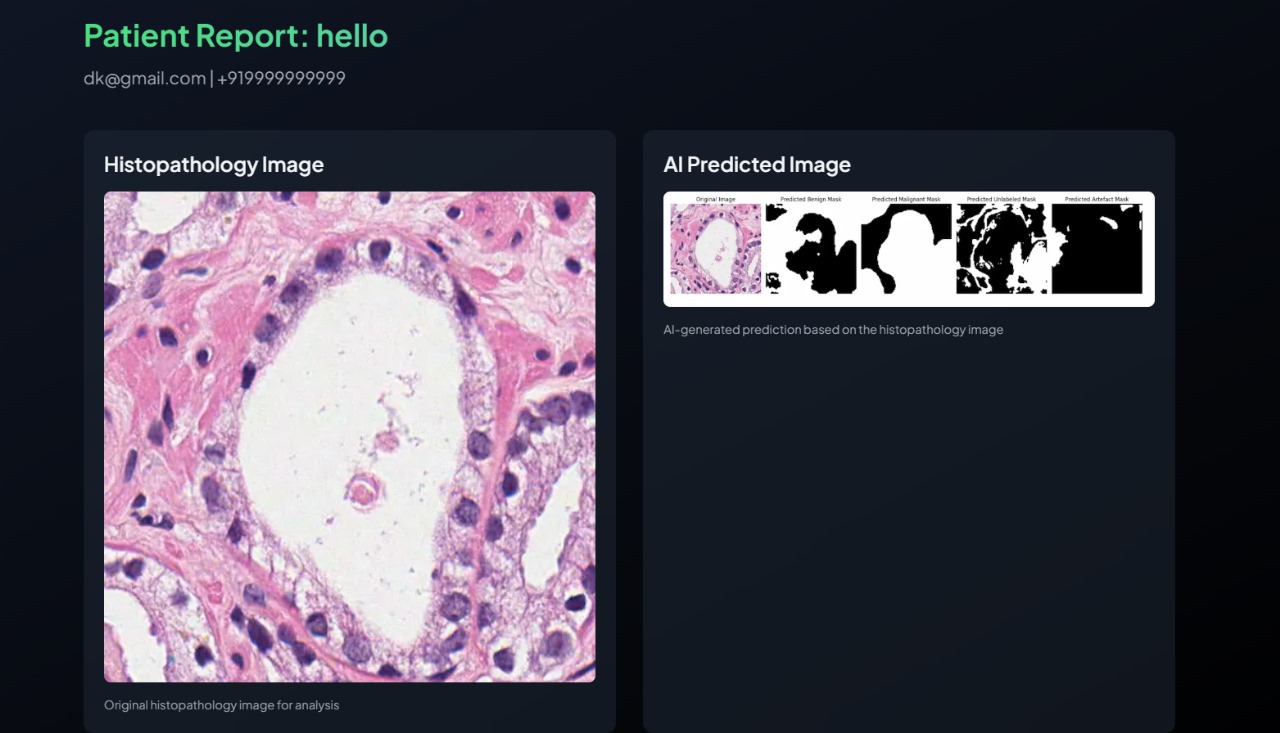 Patient Report: hello
dk@gmail.com | +919999999999
Histopathology Image
Original histopathology image for analysis
AI Predicted Image
Original Image
Predicted Benign Mask
Predicted Malignant Mask
Predicted Unlabeled Mask
Predicted Artefact Mask
AI-generated prediction based on the histopathology image